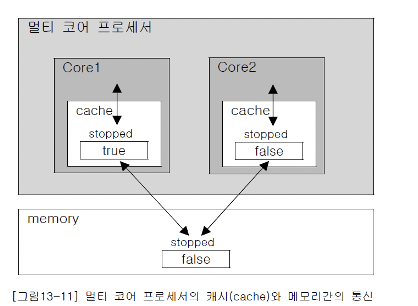 멀티 코어 프로세서
Core1
Core2
cache
cache
stopped
stopped
true
false
memory
stopped
false
[그림13-11] 멀티 코어 프로세서의 캐시(cache)와 메모리간의 통신